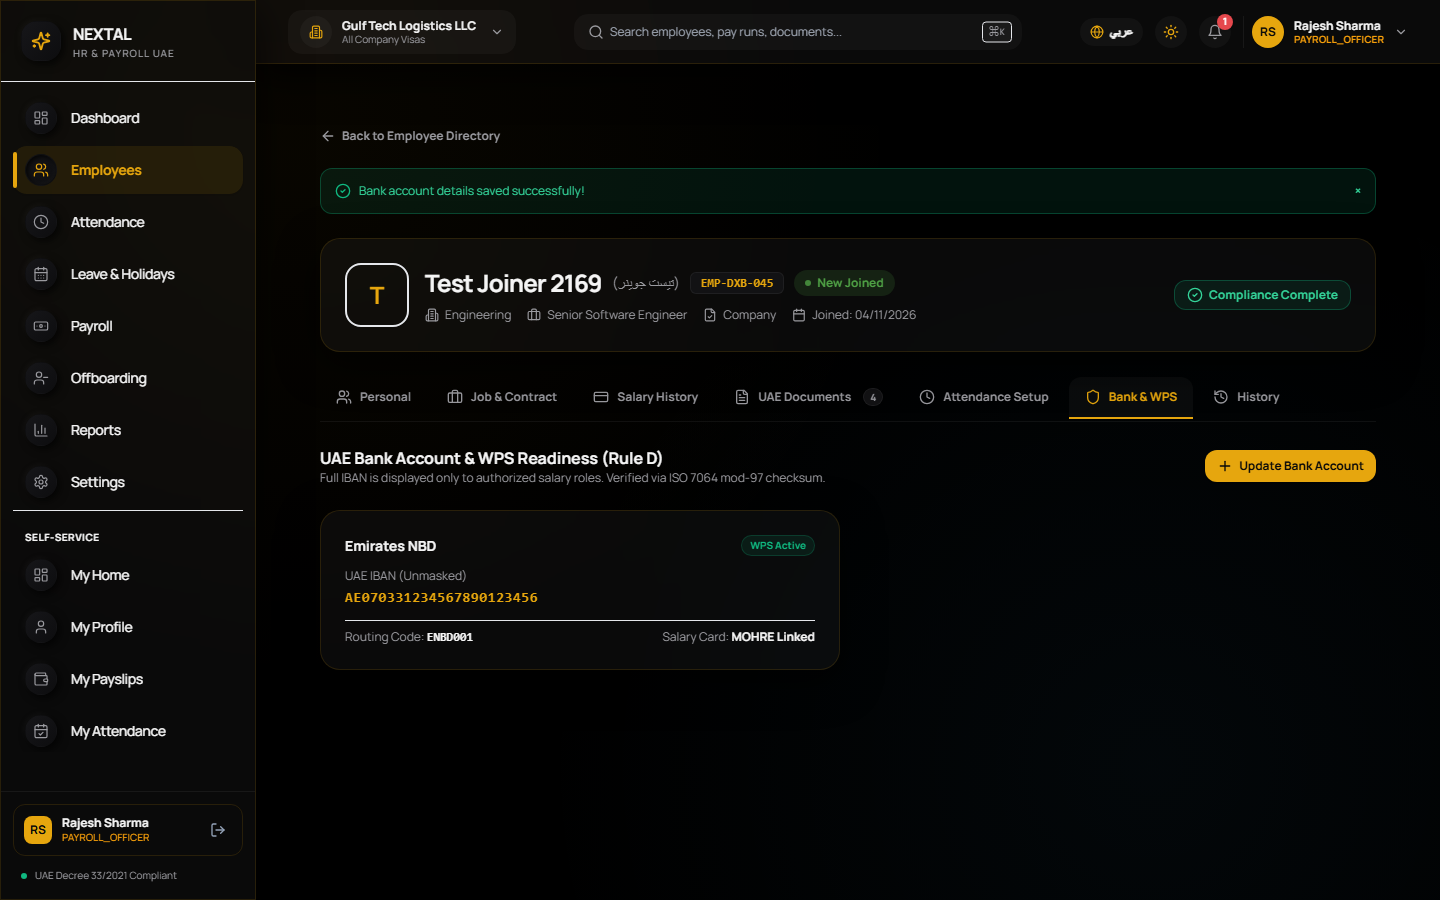 NEXTAL
HR & PAYROLL UAE
Gulf Tech Logistics LLC
All Company Visas
Search employees, pay runs, documents...
⌘K
عربي
1
RS
Rajesh Sharma
PAYROLL_OFFICER
Dashboard
Employees
Attendance
Leave & Holidays
Payroll
Offboarding
Reports
Settings
SELF-SERVICE
My Home
My Profile
My Payslips
My Attendance
RS
Rajesh Sharma
PAYROLL_OFFICER
UAE Decree 33/2021 Compliant
Back to Employee Directory
Bank account details saved successfully!
×
T
Test Joiner 2169 (تيست جوينر) EMP-DXB-045 New Joined
Engineering Senior Software Engineer Company Joined: 04/11/2026
Compliance Complete
Personal Job & Contract Salary History UAE Documents 4 Attendance Setup Bank & WPS History
UAE Bank Account & WPS Readiness (Rule D)
Full IBAN is displayed only to authorized salary roles. Verified via ISO 7064 mod-97 checksum.
+ Update Bank Account
Emirates NBD WPS Active
UAE IBAN (Unmasked)
AE070331234567890123456
Routing Code: ENBD001 Salary Card: MOHRE Linked